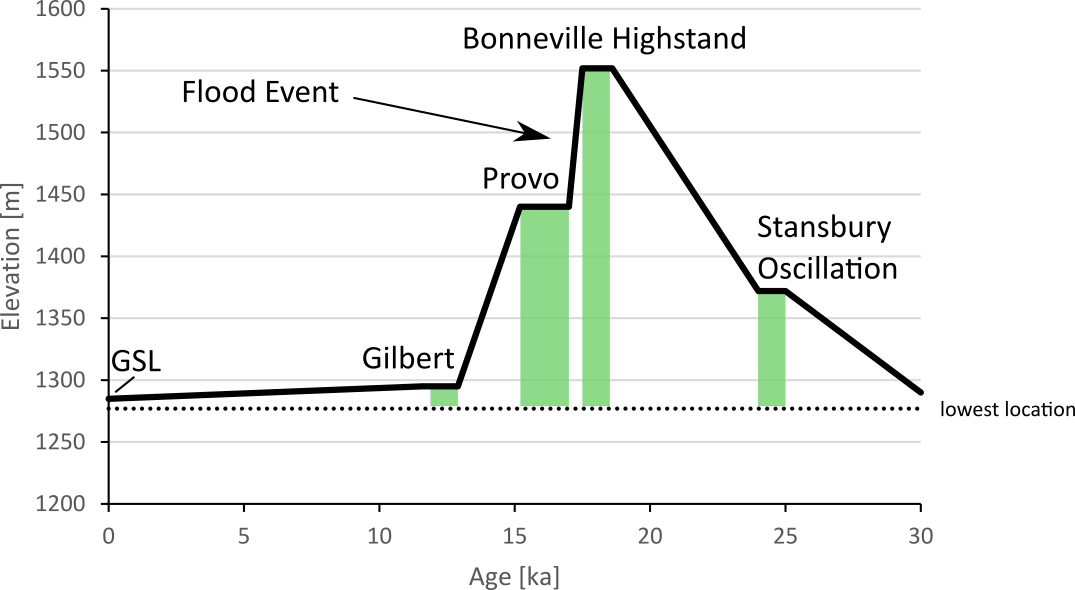 1600
Bonneville Highstand
1550
Flood Event
1500
Provo
1450
Stansbury
1400
Oscillation
1350
Gilbert
GSL
1300
lowest location
1250
1200
Elevation [m]
0 5 10 15 20 25 30
Age [ka]